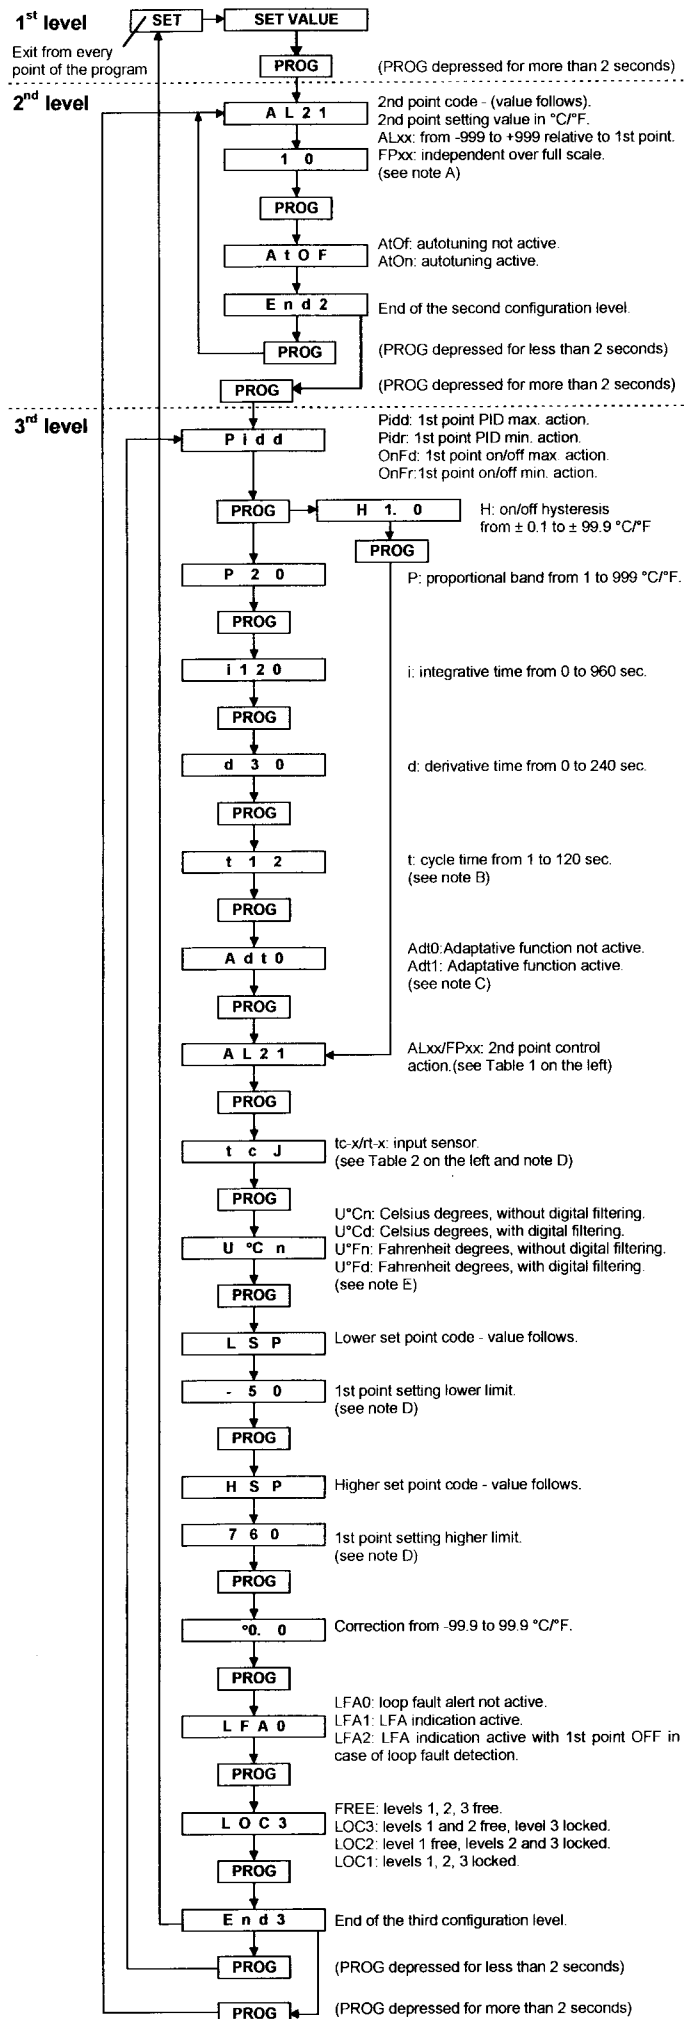 1st level
SET
SET VALUE
Exit from every
point of the program
PROG
(PROG depressed for more than 2 seconds)
2nd level
A L 2 1
2nd point code - (value follows).
2nd point setting value in °C/°F.
ALxx: from -999 to +999 relative to 1st point.
1 0
FPxx: independent over full scale.
(see note A)
PROG
A t O F
AtOf: autotuning not active.
AtOn: autotuning active.
E n d 2
End of the second configuration level.
PROG
(PROG depressed for less than 2 seconds)
PROG
(PROG depressed for more than 2 seconds)
3rd level
P i d d
Pidd: 1st point PID max. action.
Pidr: 1st point PID min. action.
OnFd: 1st point on/off max. action.
OnFr:1st point on/off min. action.
PROG
H 1. 0
H: on/off hysteresis
from ± 0.1 to ± 99.9 °C/°F
PROG
P 2 0
P: proportional band from 1 to 999 °C/°F.
PROG
i 1 2 0
i: integrative time from 0 to 960 sec.
PROG
d 3 0
d: derivative time from 0 to 240 sec.
PROG
t 1 2
t: cycle time from 1 to 120 sec.
(see note B)
PROG
A d t 0
Adt0:Adaptative function not active.
Adt1: Adaptative function active.
(see note C)
PROG
A L 2 1
ALxx/FPxx: 2nd point control
action.(see Table 1 on the left)
PROG
t c J
tc-x/rt-x: input sensor.
(see Table 2 on the left and note D)
PROG
U °C n
U°Cn: Celsius degrees, without digital filtering.
U°Cd: Celsius degrees, with digital filtering.
U°Fn: Fahrenheit degrees, without digital filtering.
U°Fd: Fahrenheit degrees, with digital filtering.
(see note E)
PROG
L S P
Lower set point code - value follows.
- 5 0
1st point setting lower limit.
(see note D)
PROG
H S P
Higher set point code - value follows.
7 6 0
1st point setting higher limit.
(see note D)
PROG
°0. 0
Correction from -99.9 to 99.9 °C/°F.
PROG
L F A 0
LFA0: loop fault alert not active.
LFA1: LFA indication active.
LFA2: LFA indication active with 1st point OFF in
case of loop fault detection.
PROG
L O C 3
FREE: levels 1, 2, 3 free.
LOC3: levels 1 and 2 free, level 3 locked.
LOC2: level 1 free, levels 2 and 3 locked.
LOC1: levels 1, 2, 3 locked.
PROG
E n d 3
End of the third configuration level.
PROG
(PROG depressed for less than 2 seconds)
PROG
(PROG depressed for more than 2 seconds)